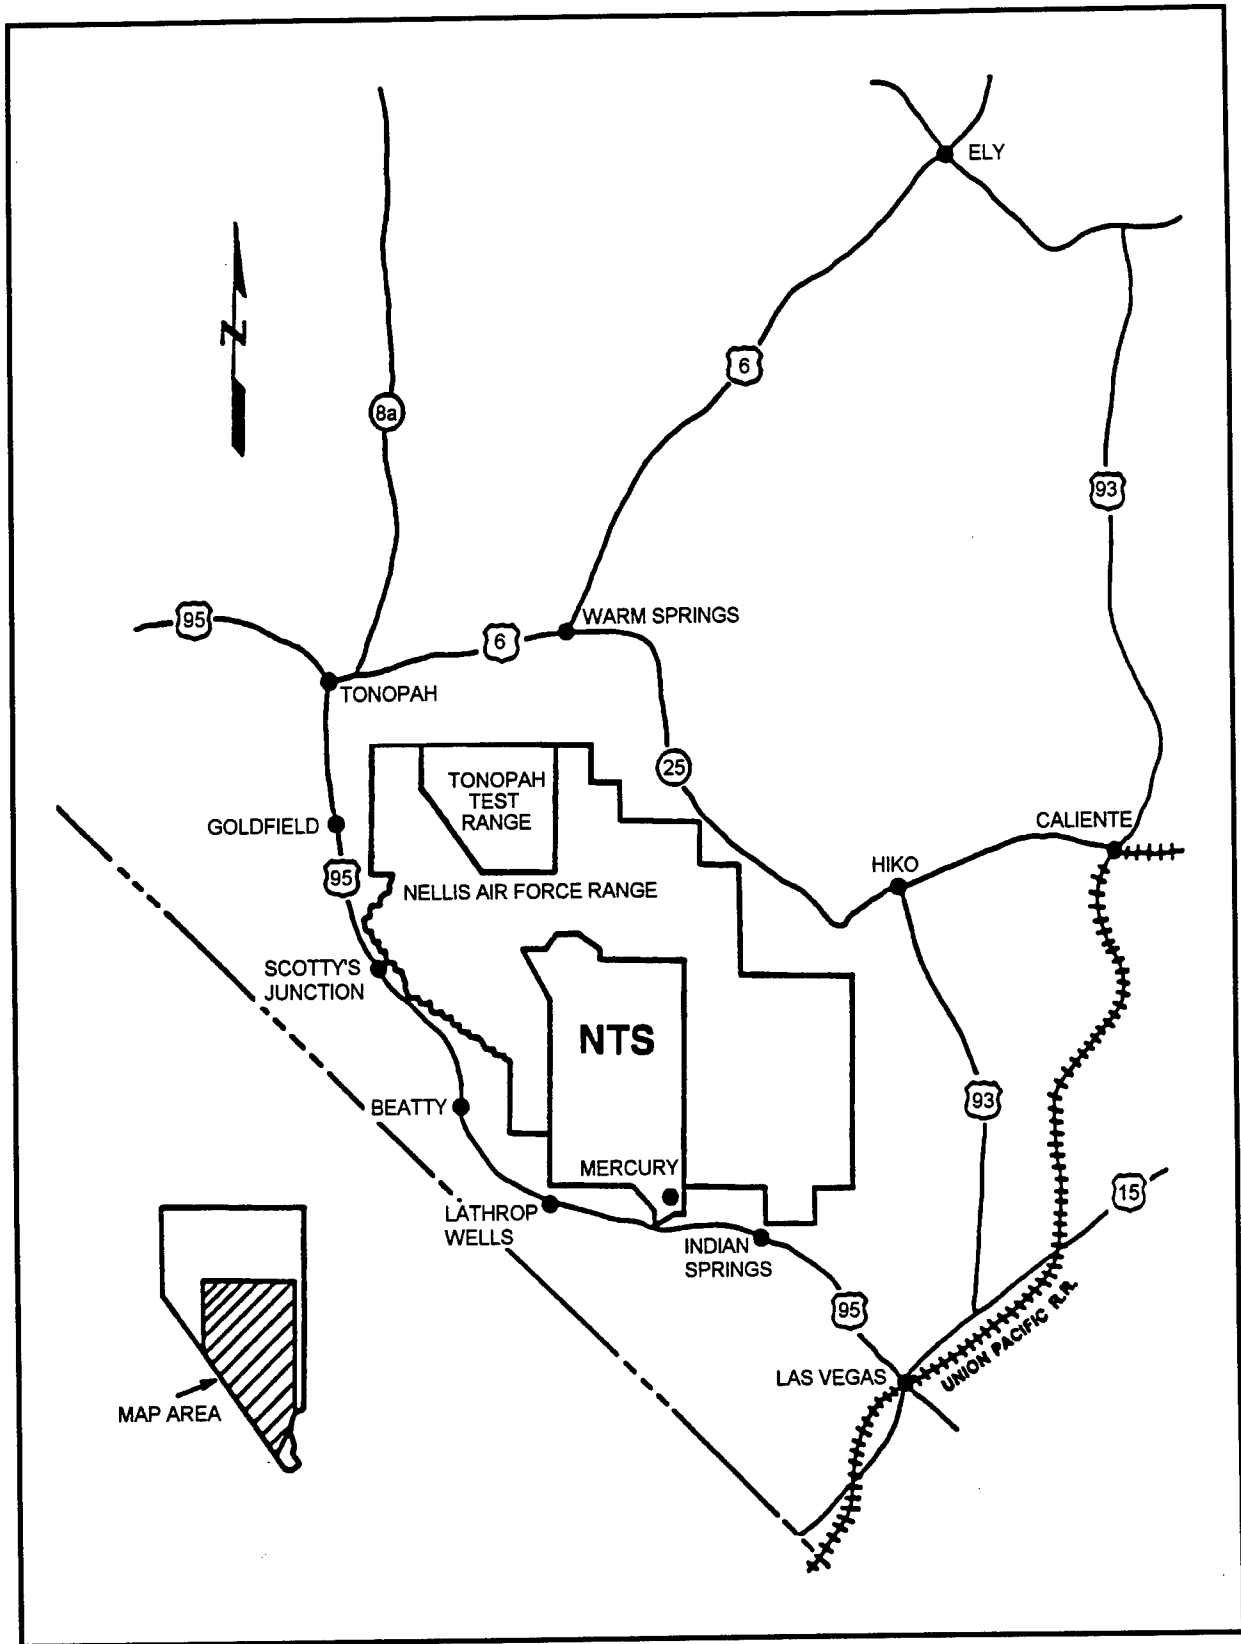 ELY
N
6
8a
93
WARM SPRINGS
95
6
TONOPAH
25
TONOPAH
TEST
RANGE
CALIENTE
GOLDFIELD
HIKO
95
NELLIS AIR FORCE RANGE
SCOTTY'S
JUNCTION
NTS
93
BEATTY
MERCURY
15
LATHROP
WELLS
INDIAN
SPRINGS
95
UNION PACIFIC R.R.
LAS VEGAS
MAP AREA